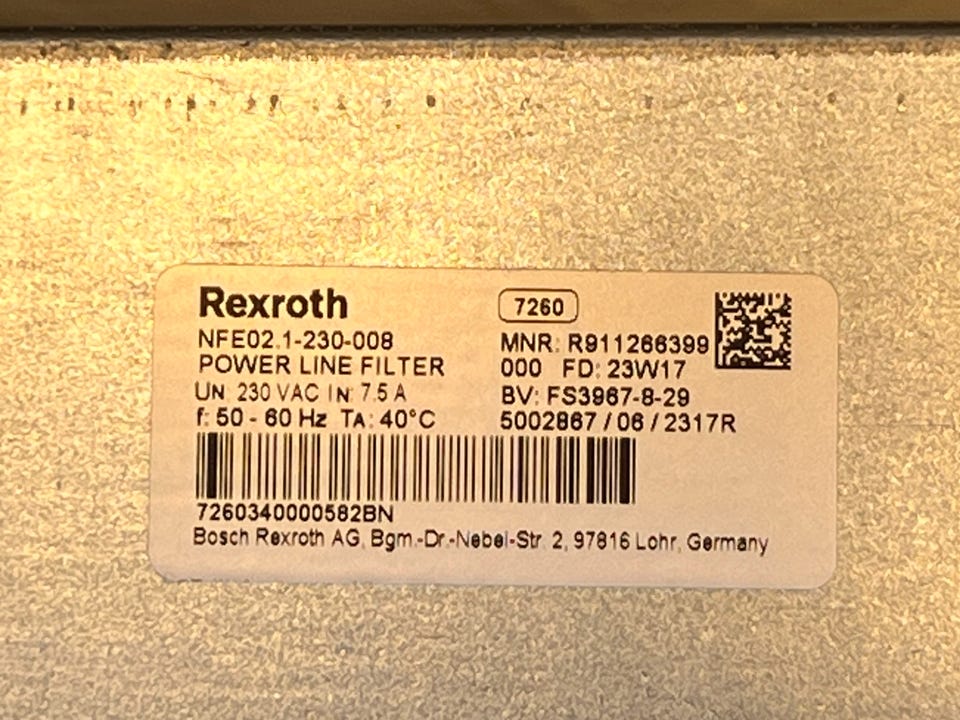 Rexroth
NFE02.1-230-008
POWER LINE FILTER
UN: 230 VAC IN: 7.5 A
f: 50 - 60 Hz TA: 40°C
7260
MNR: R911266399
000 FD: 23W17
BV: FS3967-8-29
5002867 / 06 / 2317R
7260340000582BN
Bosch Rexroth AG, Bgm.-Dr.-Nebel-Str. 2, 97816 Lohr, Germany